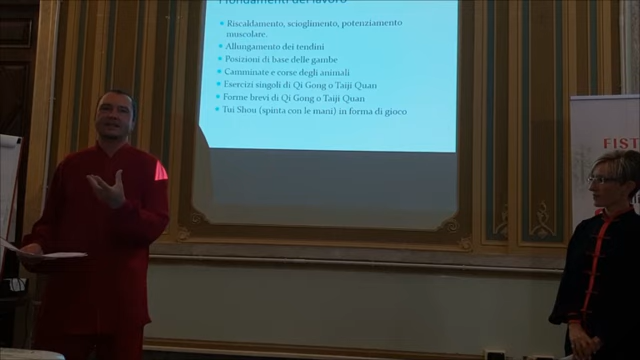 I fondamenti del lavoro
Riscaldamento, scioglimento, potenziamento
muscolare.
Allungamento dei tendini
Posizioni di base delle gambe
Camminate e corse degli animali
Esercizi singoli di Qi Gong o Taiji Quan
Forme brevi di Qi Gong o Taiji Quan
Tui Shou (spinta con le mani) in forma di gioco
FIST